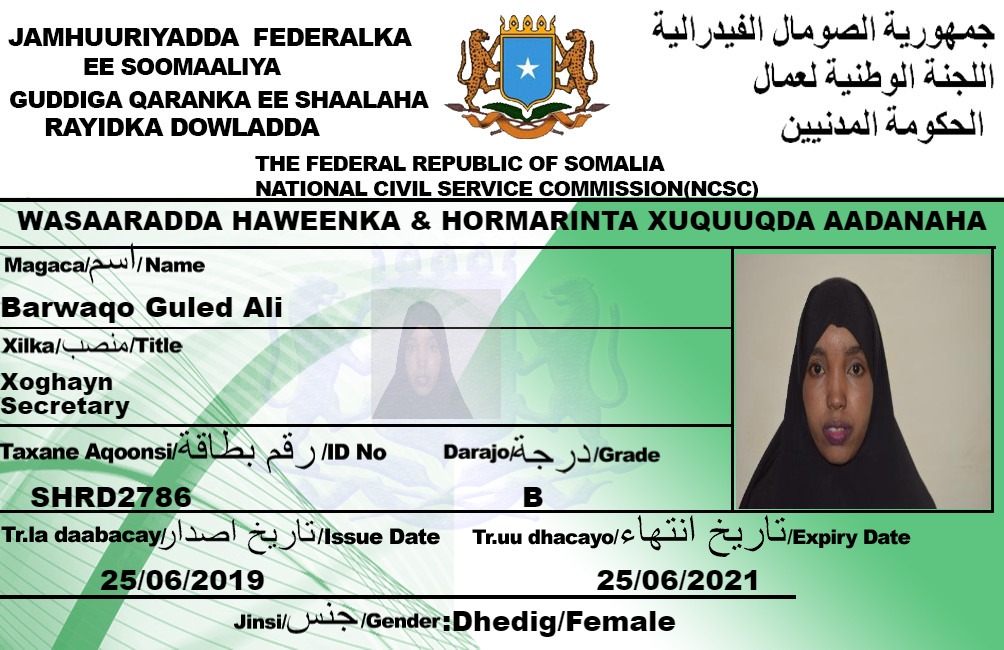 JAMHUURIYADDA FEDERALKA
EE SOOMAALIYA
GUDDIGA QARANKA EE SHAALAHA
RAYIDKA DOWLADDA
جمهورية الصومال الفيدرالية
اللجنة الوطنية لعمال
الحكومة المدنيين
THE FEDERAL REPUBLIC OF SOMALIA
NATIONAL CIVIL SERVICE COMMISSION(NCSC)
WASAARADDA HAWEENKA & HORMARINTA XUQUUQDA AADANAHA
Magaca/اسم/Name
Barwaqo Guled Ali
Xilka/منصب/Title
Xoghayn
Secretary
Taxane Aqoonsi/رقم بطاقة/ID No
SHRD2786
Darajo/درجة/Grade
B
Tr.la daabacay/تاريخ اصدار/Issue Date
25/06/2019
Tr.uu dhacayo/تاريخ انتهاء/Expiry Date
25/06/2021
Jinsi/جنس/Gender:Dhedig/Female